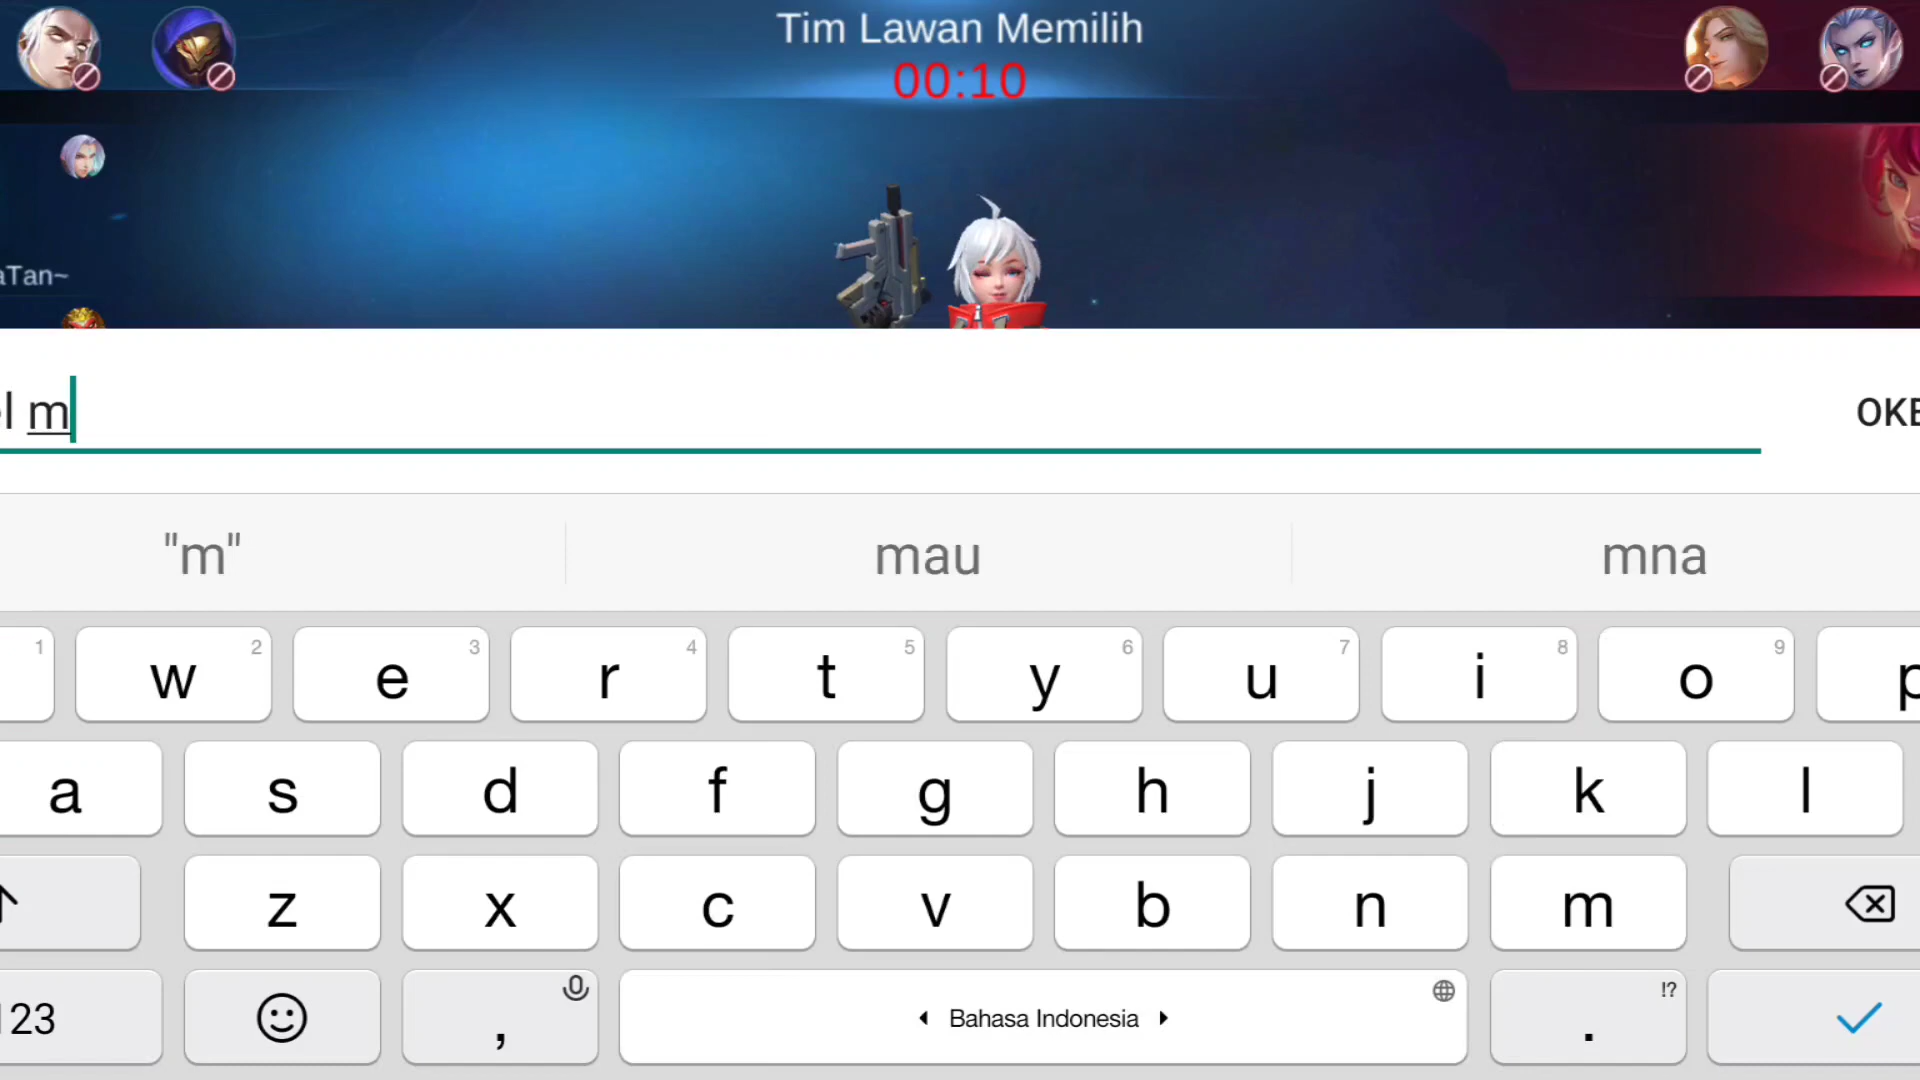 Tim Lawan Memilih
00:10
aTan~
l m
OKE
"m" mau mna
1 w 2 e 3 r 4 t 5 y 6 u 7 i 8 o 9 p
a s d f g h j k l
z x c v b n m
123 , Bahasa Indonesia . !?